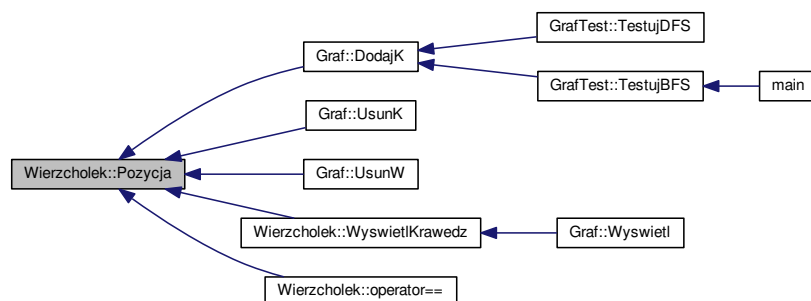 GrafTest::TestujDFS
Graf::DodajK
GrafTest::TestujBFS
main
Graf::UsunK
Wierzcholek::Pozycja
Graf::UsunW
Wierzcholek::WyswietlKrawedz
Graf::Wyswietl
Wierzcholek::operator==